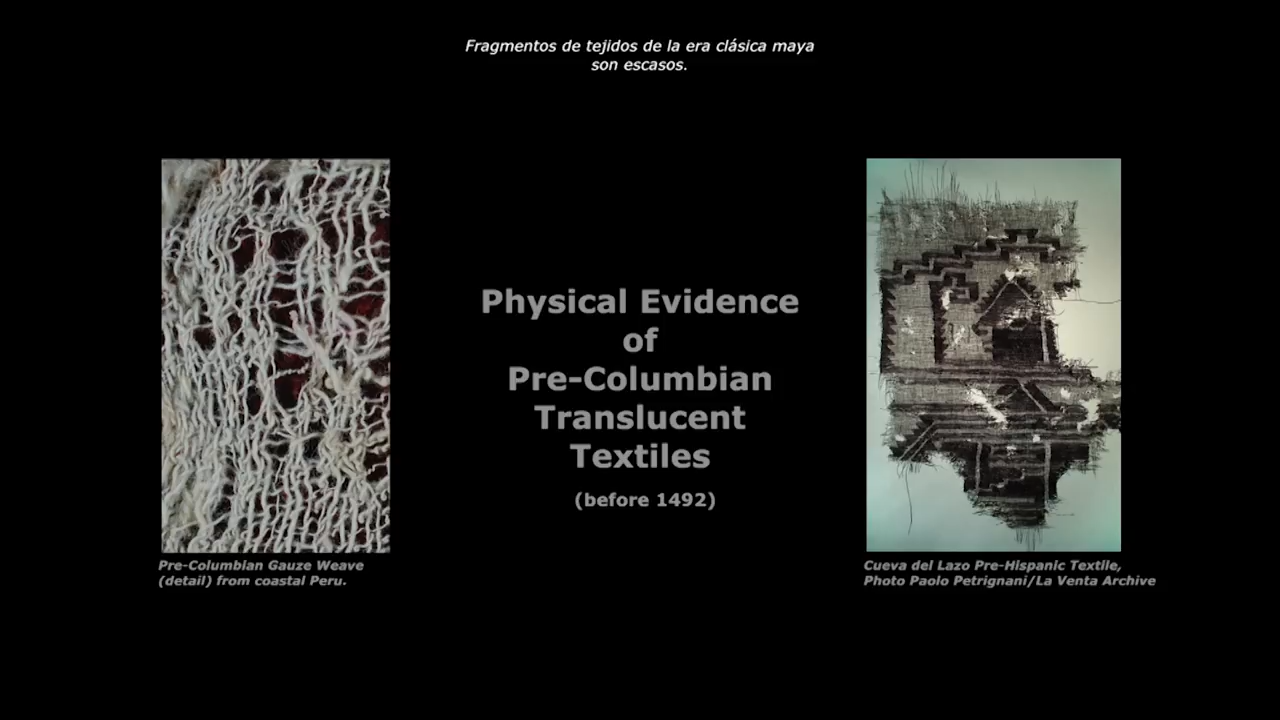 Fragmentos de tejidos de la era clásica maya
son escasos.
Physical Evidence
of
Pre-Columbian
Translucent
Textiles
(before 1492)
Pre-Columbian Gauze Weave
(detail) from coastal Peru.
Cueva del Lazo Pre-Hispanic Textile,
Photo Paolo Petrignani/La Venta Archive